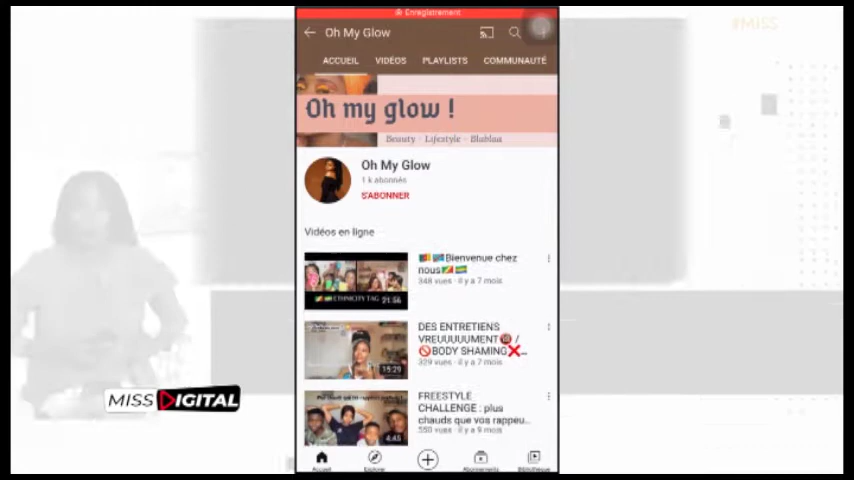 Enregistrement
#MiSS
Oh My Glow
ACCUEIL VIDÉOS PLAYLISTS COMMUNAUTÉ
Oh my glow !
Beauty - Lifestyle - Blablaa
Oh My Glow
1 k abonnés
S'ABONNER
Vidéos en ligne
🇨🇲🇨🇩Bienvenue chez
nous🇨🇬🇬🇦
348 vues · il y a 7 mois
ETHNICITY TAG
21:56
DES ENTRETIENS
VREUUUUUMENT🤬 /
🚫BODY SHAMING❌...
329 vues · il y a 7 mois
15:29
FREESTYLE
CHALLENGE : plus
chauds que vos rappeu...
550 vues · il y a 9 mois
4:45
MISS DIGITAL
Accueil Explorer Abonnements Bibliothèque